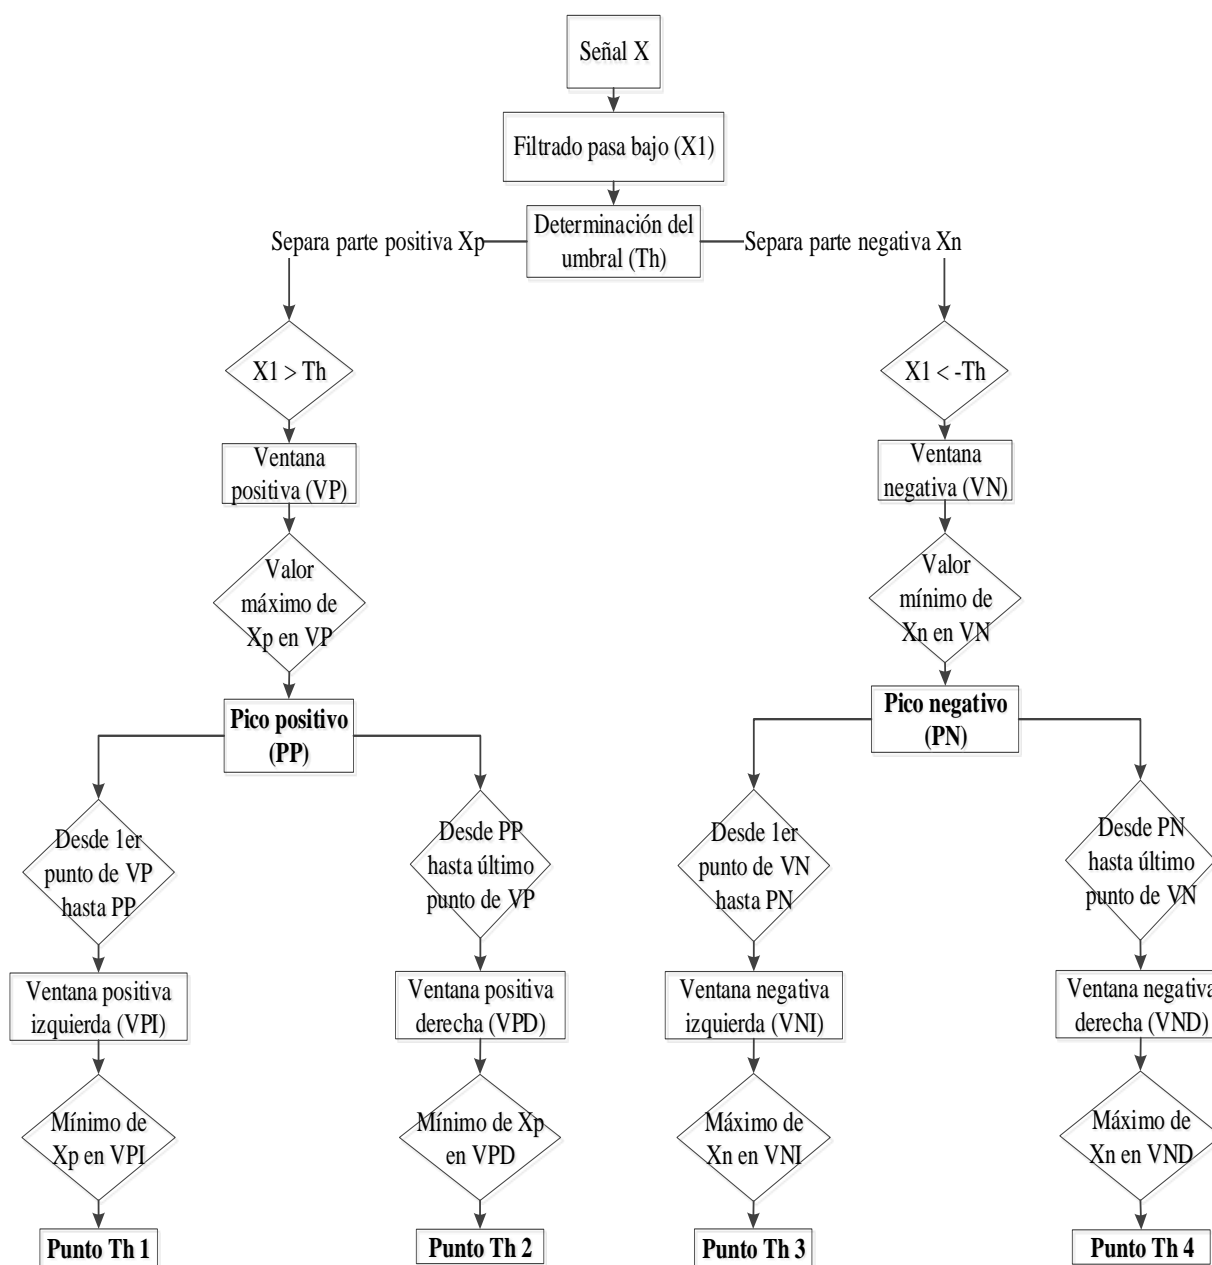 Señal X
Filtrado pasa bajo (X1)
Determinación del
umbral (Th)
Separa parte positiva Xp
Separa parte negativa Xn
X1 > Th
X1 < -Th
Ventana
positiva (VP)
Ventana
negativa (VN)
Valor
máximo de
Xp en VP
Valor
mínimo de
Xn en VN
Pico positivo
(PP)
Pico negativo
(PN)
Desde 1er
punto de VP
hasta PP
Desde PP
hasta último
punto de VP
Desde 1er
punto de VN
hasta PN
Desde PN
hasta último
punto de VN
Ventana positiva
izquierda (VPI)
Ventana positiva
derecha (VPD)
Ventana negativa
izquierda (VNI)
Ventana negativa
derecha (VND)
Mínimo de
Xp en VPI
Mínimo de Xp
en VPD
Máximo de
Xn en VNI
Máximo de
Xn en VND
Punto Th 1
Punto Th 2
Punto Th 3
Punto Th 4